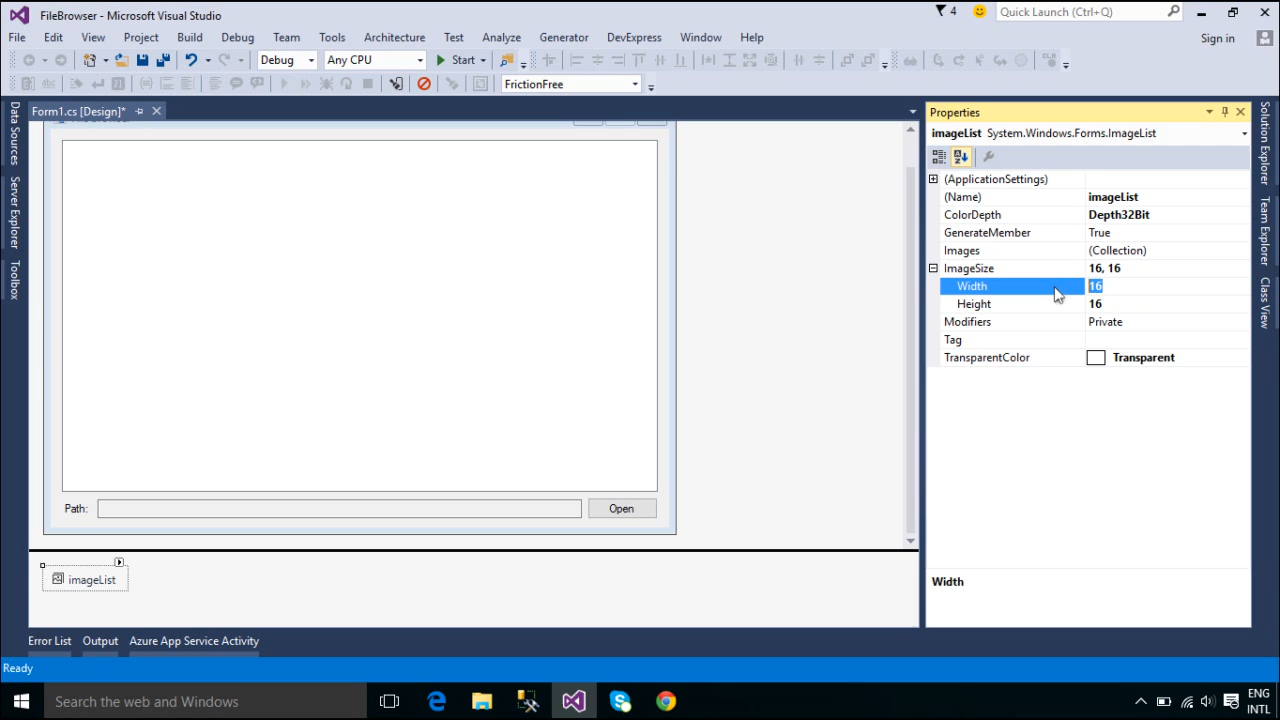 FileBrowser - Microsoft Visual Studio
4
Quick Launch (Ctrl+Q)
File Edit View Project Build Debug Team Tools Architecture Test Analyze Generator DevExpress Window Help
Sign in
Debug
Any CPU
Start
FrictionFree
Data Sources
Server Explorer
Toolbox
Form1.cs [Design]*
Path:
Open
imageList
Properties
imageList System.Windows.Forms.ImageList
(ApplicationSettings)
(Name) imageList
ColorDepth Depth32Bit
GenerateMember True
Images (Collection)
ImageSize 16, 16
Width 16
Height 16
Modifiers Private
Tag
TransparentColor Transparent
Width
Solution Explorer
Team Explorer
Class View
Error List Output Azure App Service Activity
Ready
Search the web and Windows
ENG
INTL